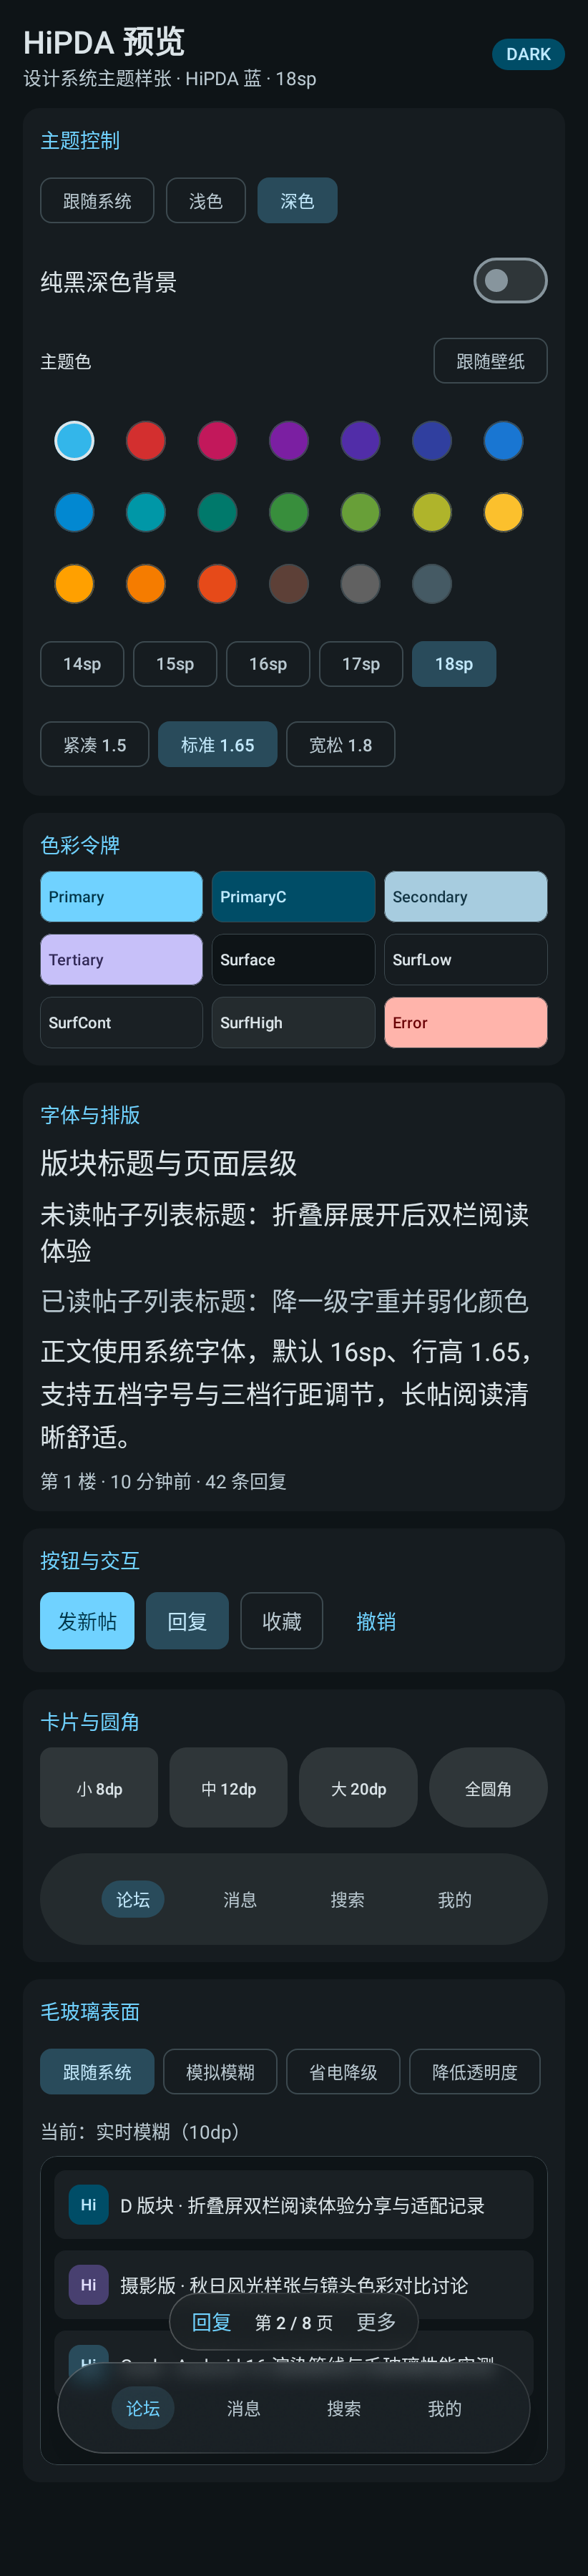 HiPDA 预览
设计系统主题样张 · HiPDA 蓝 · 18sp
DARK
主题控制
跟随系统
浅色
深色
纯黑深色背景
主题色
跟随壁纸
14sp
15sp
16sp
17sp
18sp
紧凑 1.5
标准 1.65
宽松 1.8
色彩令牌
Primary
PrimaryC
Secondary
Tertiary
Surface
SurfLow
SurfCont
SurfHigh
Error
字体与排版
版块标题与页面层级
未读帖子列表标题：折叠屏展开后双栏阅读
体验
已读帖子列表标题：降一级字重并弱化颜色
正文使用系统字体，默认 16sp、行高 1.65，
支持五档字号与三档行距调节，长帖阅读清
晰舒适。
第 1 楼 · 10 分钟前 · 42 条回复
按钮与交互
发新帖
回复
收藏
撤销
卡片与圆角
小 8dp
中 12dp
大 20dp
全圆角
论坛
消息
搜索
我的
毛玻璃表面
跟随系统
模拟模糊
省电降级
降低透明度
当前：实时模糊（10dp）
Hi
D 版块 · 折叠屏双栏阅读体验分享与适配记录
Hi
摄影版 · 秋日风光样张与镜头色彩对比讨论
回复
第 2 / 8 页
更多
Hi
论坛
消息
搜索
我的